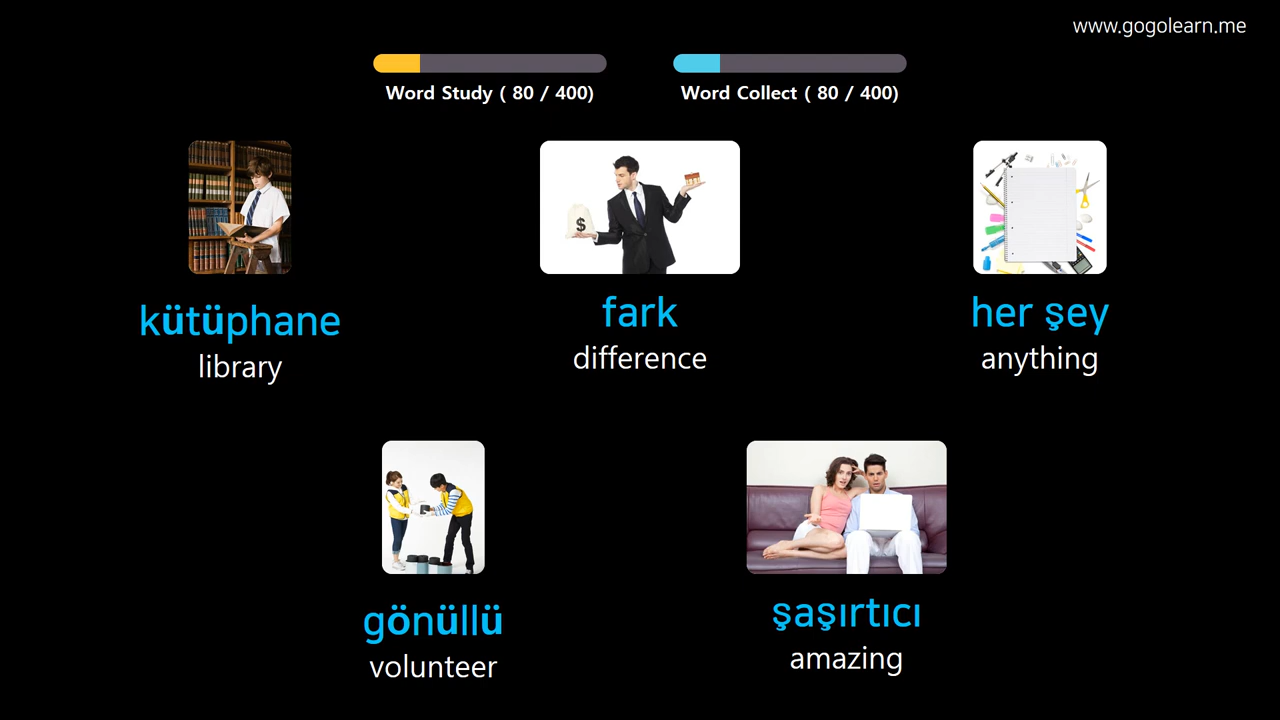 www.gogolearn.me
Word Study ( 80 / 400)
Word Collect ( 80 / 400)
kütüphane
library
fark
difference
her şey
anything
gönüllü
volunteer
şaşırtıcı
amazing
$